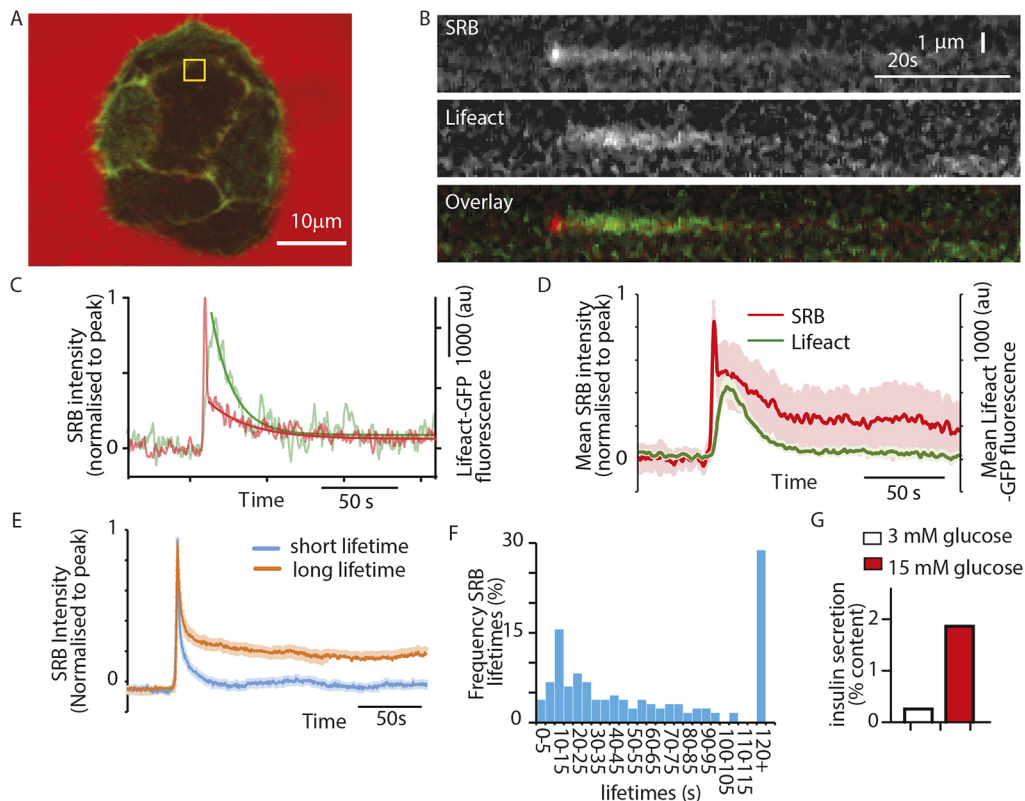 A
10μm
B
SRB
1 μm
20s
Lifeact
Overlay
C
SRB intensity
(normalised to peak)
1
0
Time
50 s
1000 (au)
Lifeact-GFP
fluorescence
D
Mean SRB intensity
(normalised to peak)
1
0
SRB
Lifeact
Time
50 s
1000 (au)
Mean Lifeact
-GFP fluorescence
E
SRB Intensity
(Normalised to peak)
1
0
short lifetime
long lifetime
Time
50s
F
Frequency SRB
lifetimes (%)
30
15
0
0-5
10-15
20-25
30-35
40-45
50-55
60-65
70-75
80-85
90-95
100-105
110-115
120+
lifetimes (s)
G
3 mM glucose
15 mM glucose
insulin secretion
(% content)
2
1
0